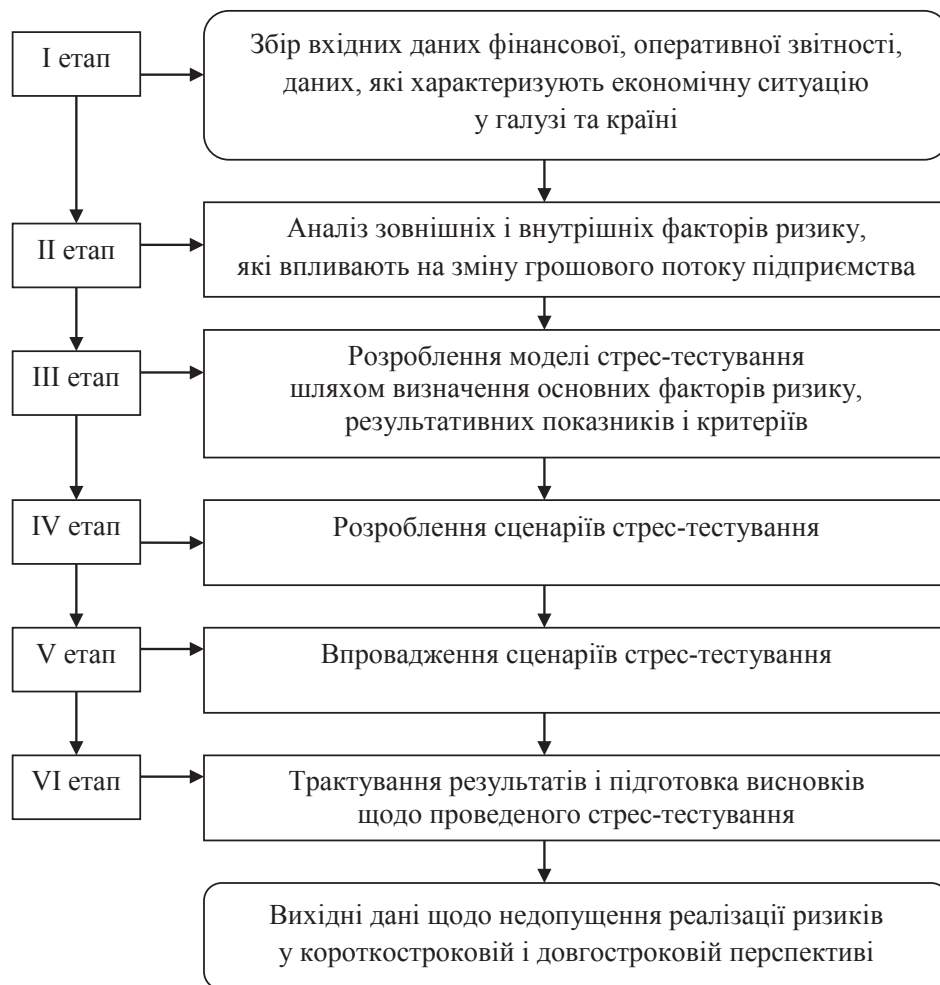 І етап
Збір вхідних даних фінансової, оперативної звітності,
даних, які характеризують економічну ситуацію
у галузі та країні
ІІ етап
Аналіз зовнішніх і внутрішніх факторів ризику,
які впливають на зміну грошового потоку підприємства
ІІІ етап
Розроблення моделі стрес-тестування
шляхом визначення основних факторів ризику,
результативних показників і критеріїв
IV етап
Розроблення сценаріїв стрес-тестування
V етап
Впровадження сценаріїв стрес-тестування
VI етап
Трактування результатів і підготовка висновків
щодо проведеного стрес-тестування
Вихідні дані щодо недопущення реалізації ризиків
у короткостроковій і довгостроковій перспективі